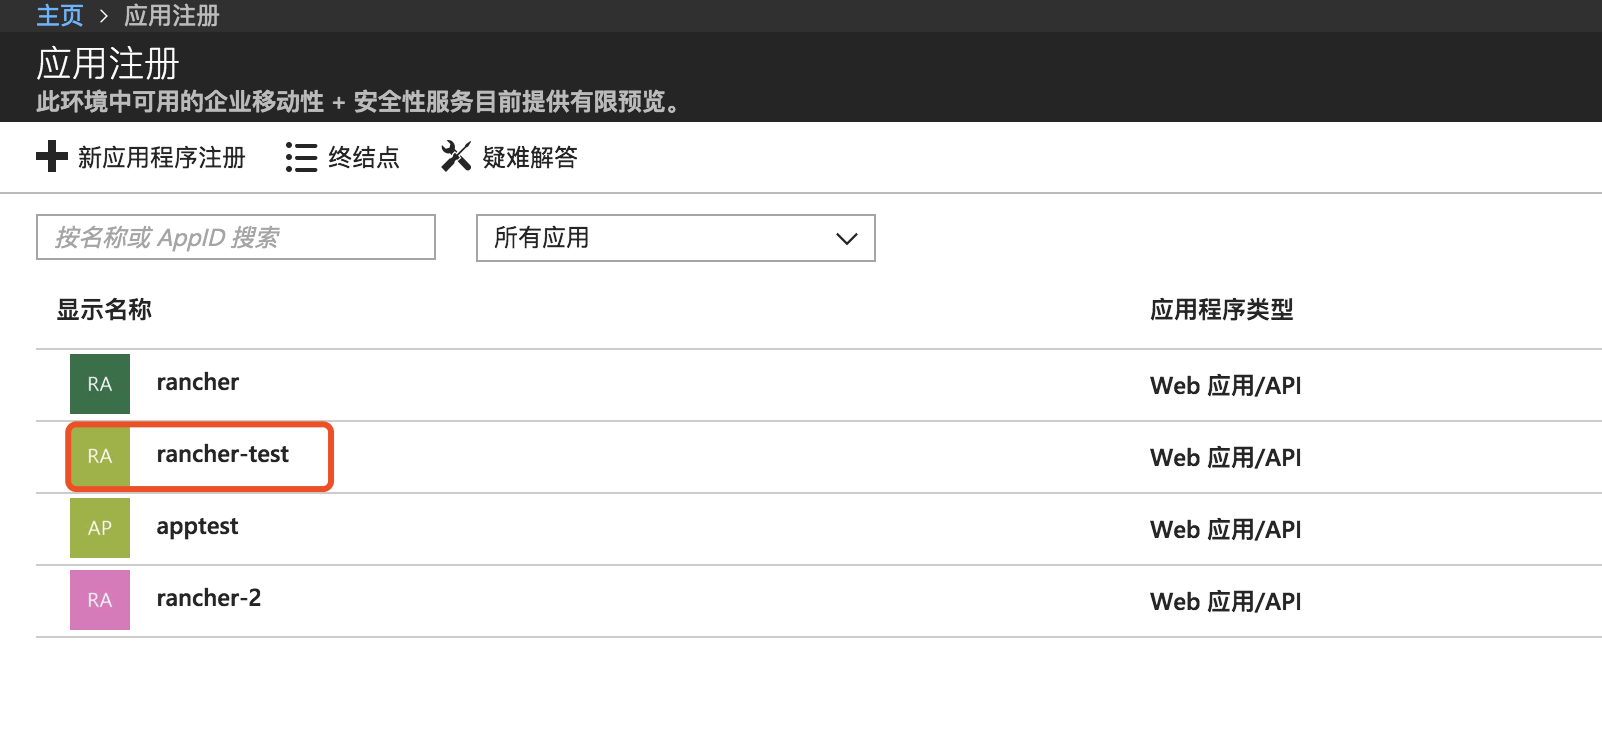 主页 > 应用注册
应用注册
此环境中可用的企业移动性 + 安全性服务目前提供有限预览。
新应用程序注册 终结点 疑难解答
按名称或 AppID 搜索 所有应用
显示名称 应用程序类型
RA rancher Web 应用/API
RA rancher-test Web 应用/API
AP apptest Web 应用/API
RA rancher-2 Web 应用/API